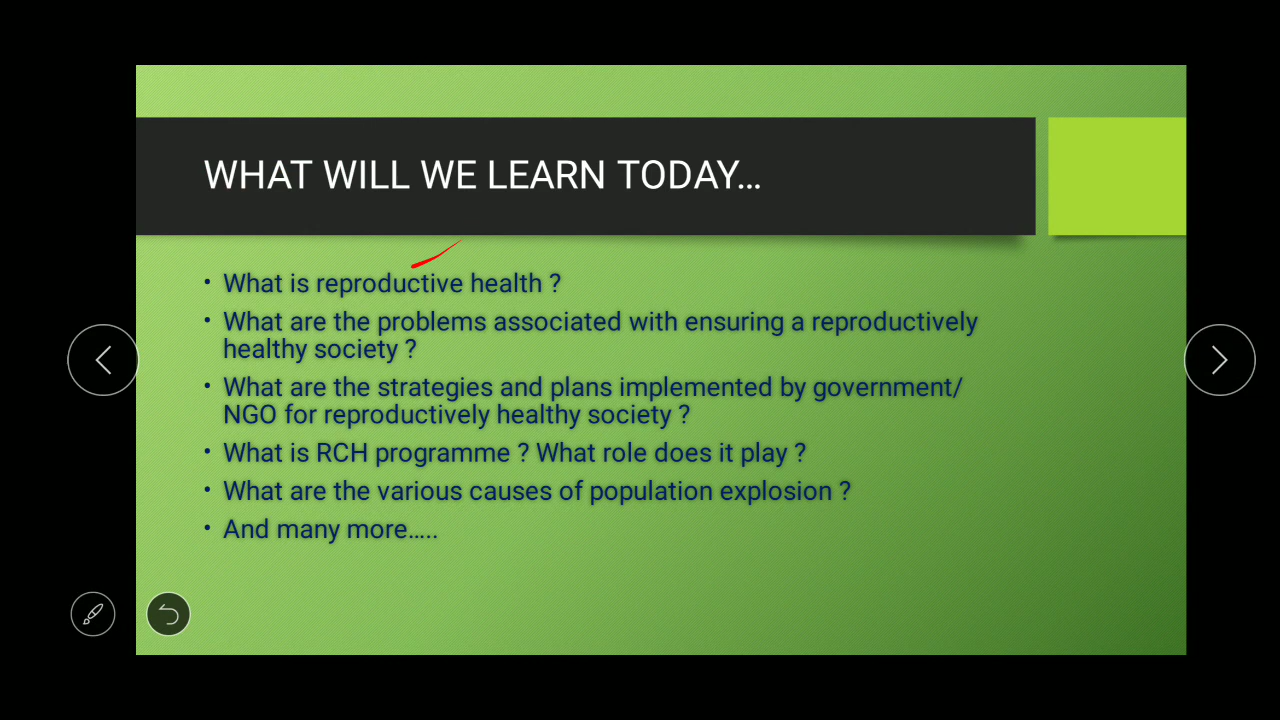 WHAT WILL WE LEARN TODAY...
• What is reproductive health ?
• What are the problems associated with ensuring a reproductively
healthy society ?
• What are the strategies and plans implemented by government/
NGO for reproductively healthy society ?
• What is RCH programme ? What role does it play ?
• What are the various causes of population explosion ?
• And many more.....